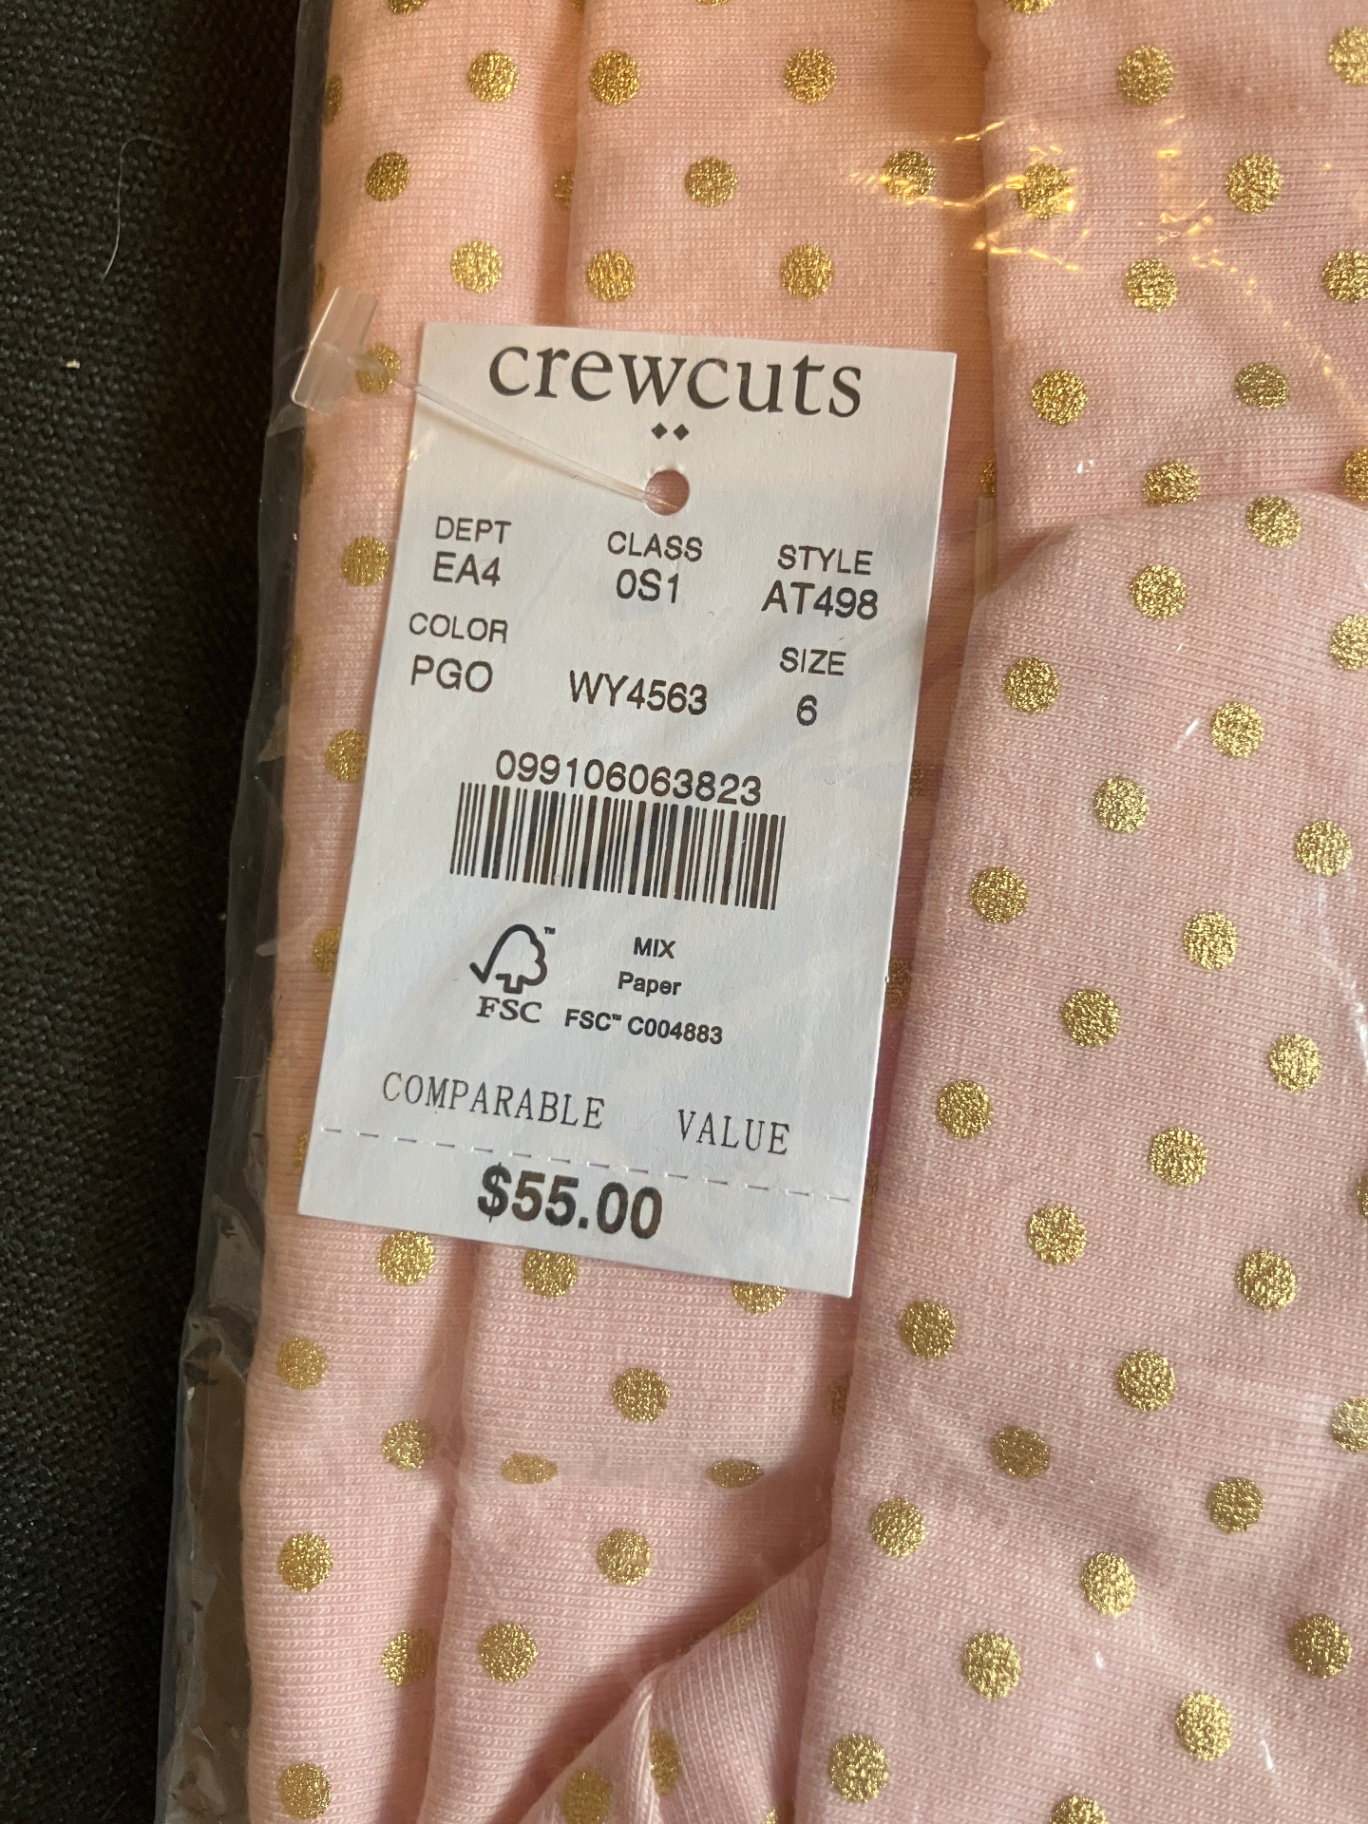 crewcuts
DEPT CLASS STYLE
EA4 0S1 AT498
COLOR SIZE
PGO WY4563 6
099106063823
MIX
Paper
FSC™ FSC™ C004883
COMPARABLE VALUE
$55.00